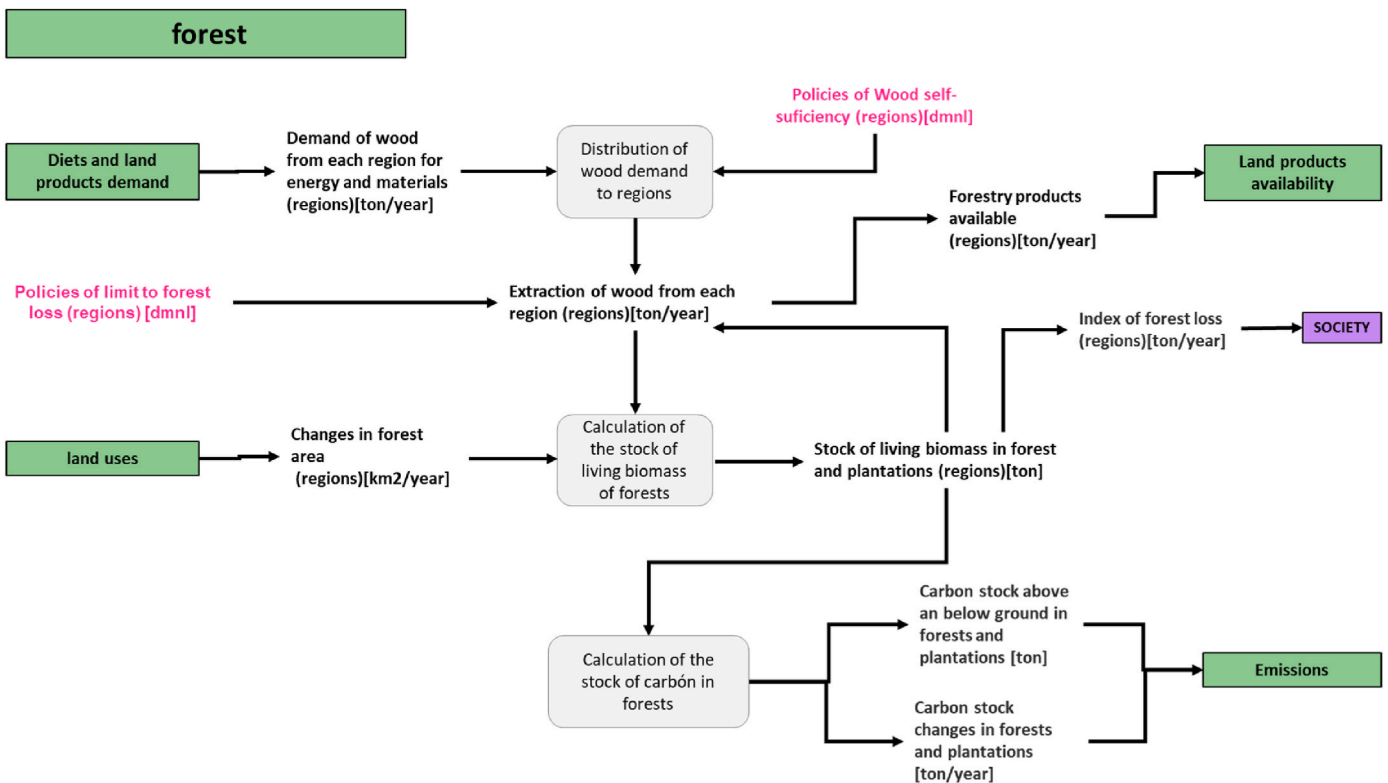 forest
Policies of Wood self-
suficiency (regions)[dmnl]
Diets and land
products demand
Demand of wood
from each region for
energy and materials
(regions)[ton/year]
Distribution of
wood demand
to regions
Land products
availability
Forestry products
available
(regions)[ton/year]
Policies of limit to forest
loss (regions) [dmnl]
Extraction of wood from each
region (regions)[ton/year]
Index of forest loss
(regions)[ton/year]
SOCIETY
land uses
Changes in forest
area
(regions)[km2/year]
Calculation of
the stock of
living biomass
of forests
Stock of living biomass in forest
and plantations (regions)[ton]
Calculation of the
stock of carbón in
forests
Carbon stock above
an below ground in
forests and
plantations [ton]
Emissions
Carbon stock
changes in forests
and plantations
[ton/year]